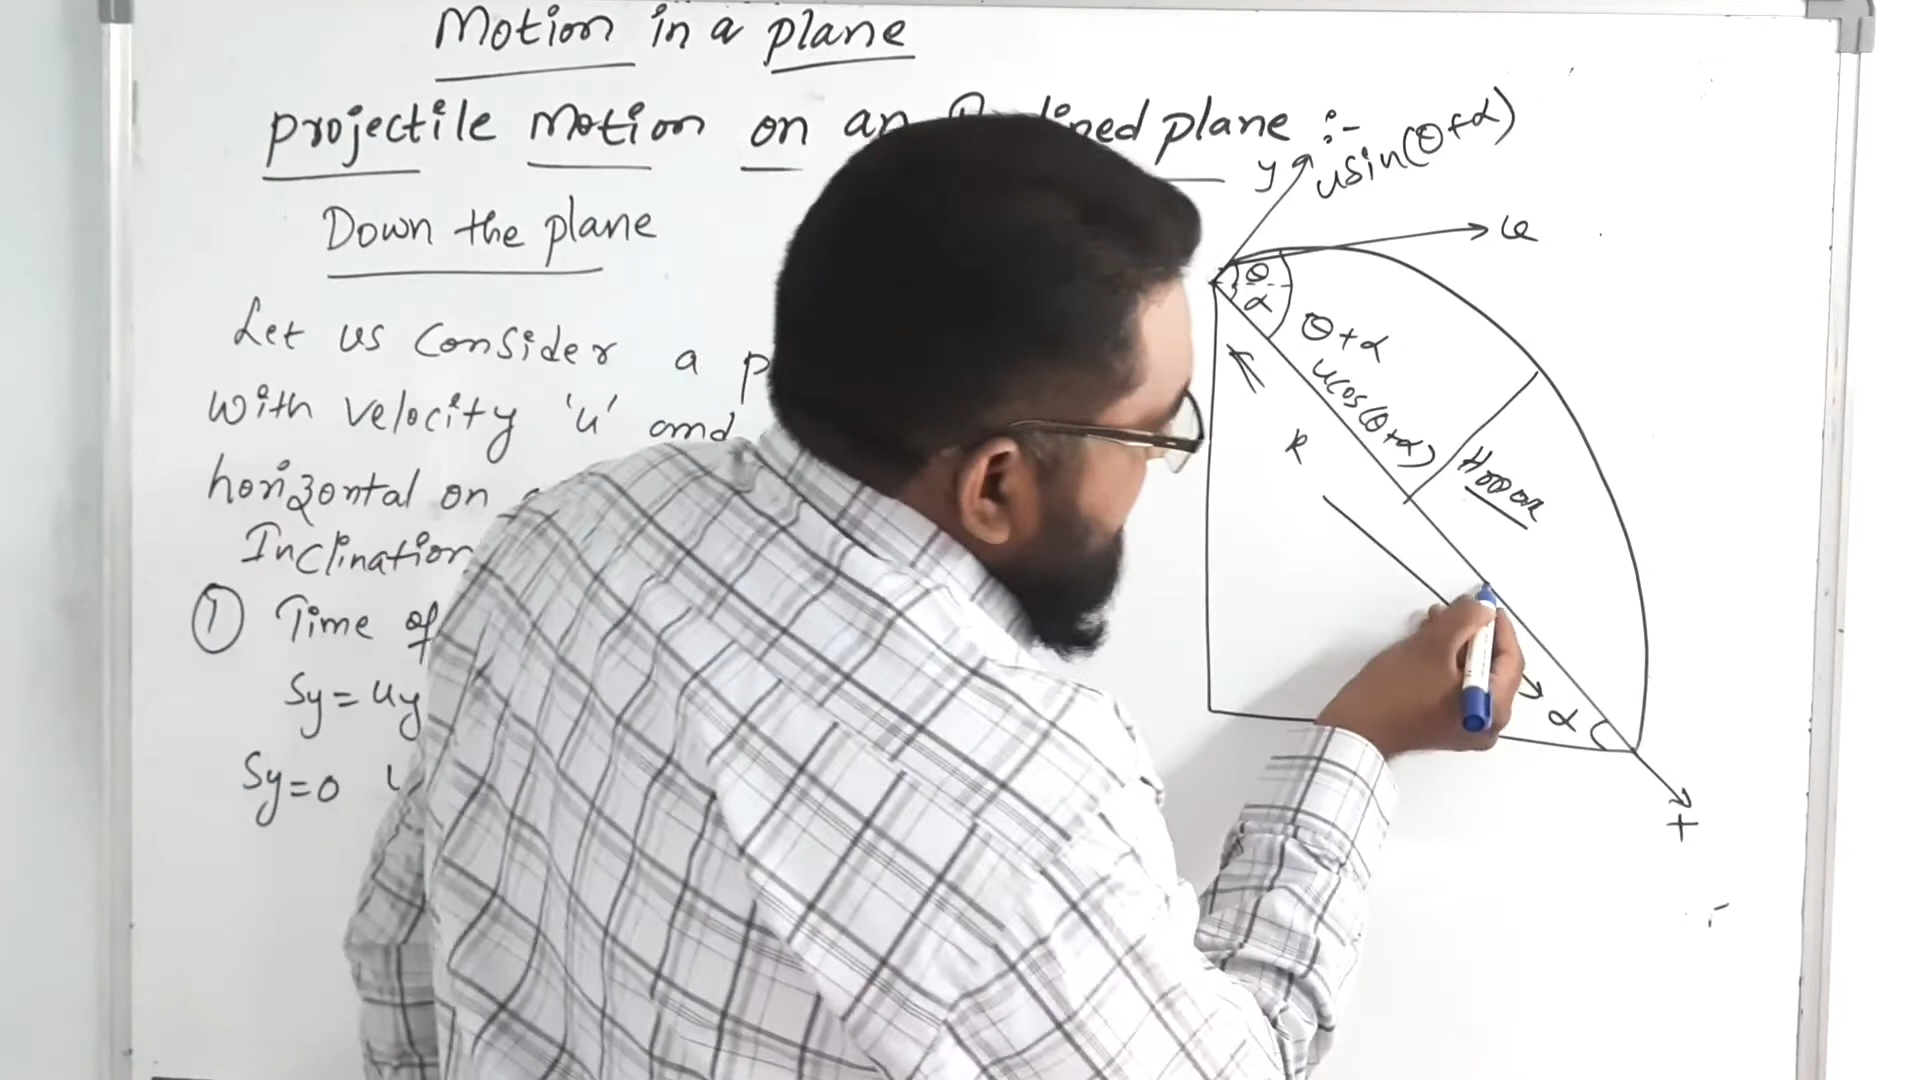 Motion in a plane
projectile Motion on an Inclined plane :-
Down the plane
Let us Consider a p
With velocity 'u' and
horizontal on
Inclination
① Time of
Sy = uy
Sy = 0
y
usin(θ+α)
u
θ
α
θ+α
ucos(θ+α)
R
Hmax
α